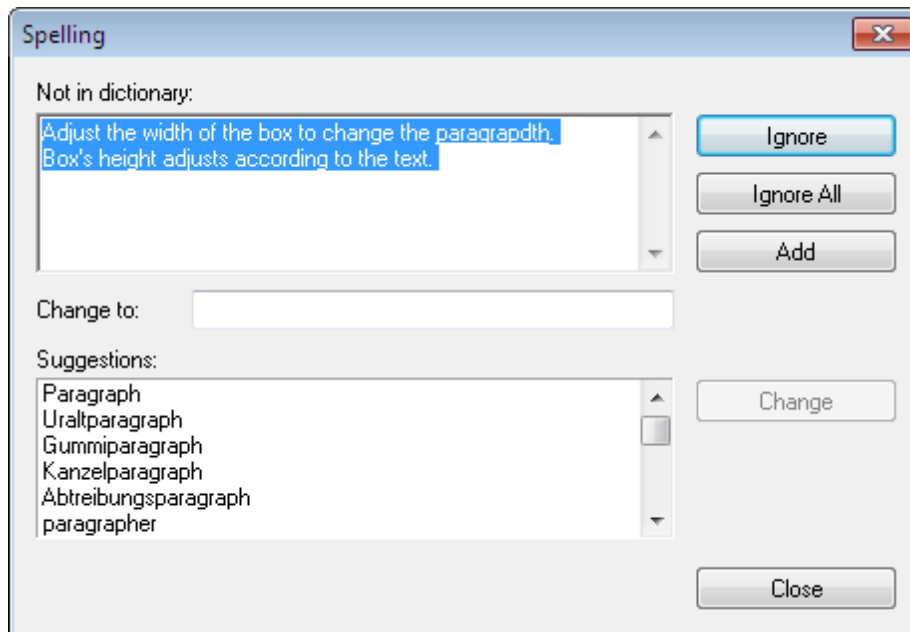 Spelling
Not in dictionary:
Adjust the width of the box to change the paragrapdth.
Box's height adjusts according to the text.
Ignore
Ignore All
Add
Change to:
Suggestions:
Paragraph
Uraltparagraph
Gummiparagraph
Kanzelparagraph
Abtreibungsparagraph
paragrapher
Change
Close